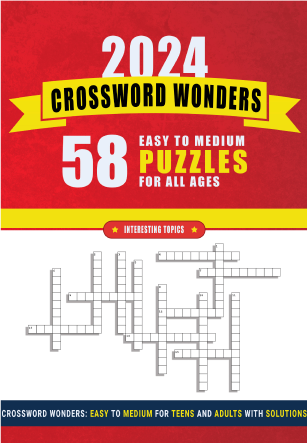 2024
CROSSWORD WONDERS
58
EASY TO MEDIUM
PUZZLES
FOR ALL AGES
INTERESTING TOPICS
CROSSWORD WONDERS: EASY TO MEDIUM FOR TEENS AND ADULTS WITH SOLUTIONS